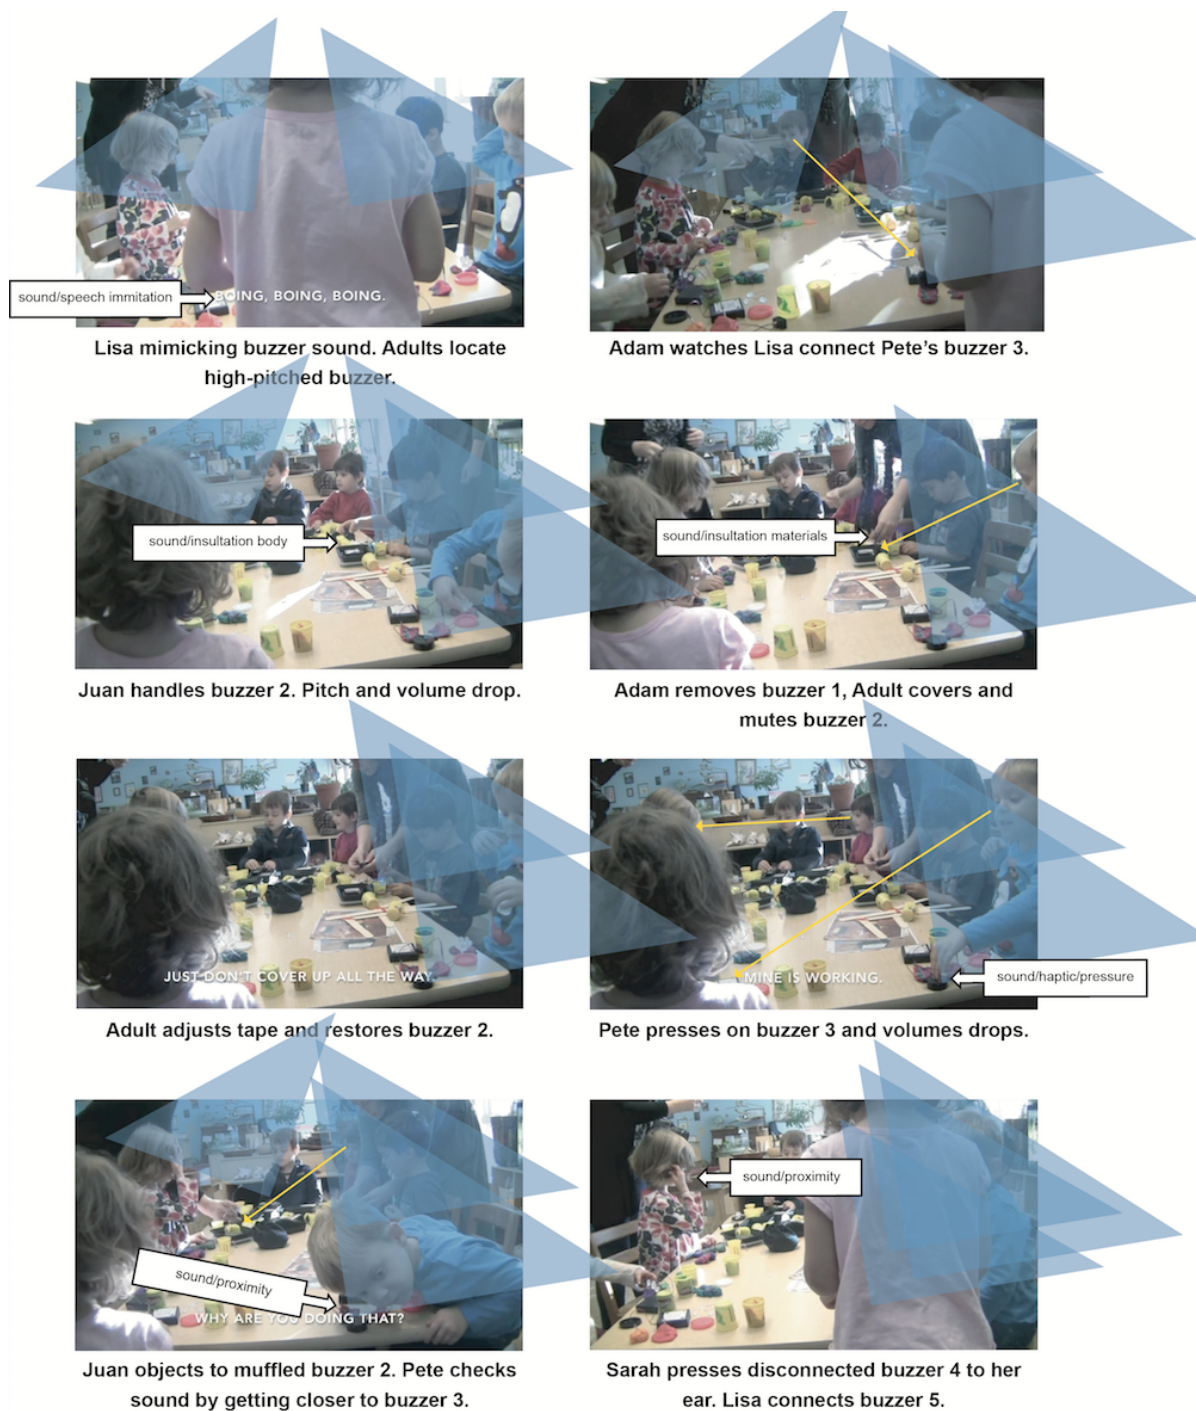 sound/speech immitation
BOING, BOING, BOING.
Lisa mimicking buzzer sound. Adults locate
high-pitched buzzer.
Adam watches Lisa connect Pete's buzzer 3.
sound/insultation body
Juan handles buzzer 2. Pitch and volume drop.
sound/insultation materials
Adam removes buzzer 1, Adult covers and
mutes buzzer 2.
JUST DON'T COVER UP ALL THE WAY.
Adult adjusts tape and restores buzzer 2.
MINE IS WORKING.
sound/haptic/pressure
Pete presses on buzzer 3 and volumes drops.
sound/proximity
WHY ARE YOU DOING THAT?
Juan objects to muffled buzzer 2. Pete checks
sound by getting closer to buzzer 3.
sound/proximity
Sarah presses disconnected buzzer 4 to her
ear. Lisa connects buzzer 5.